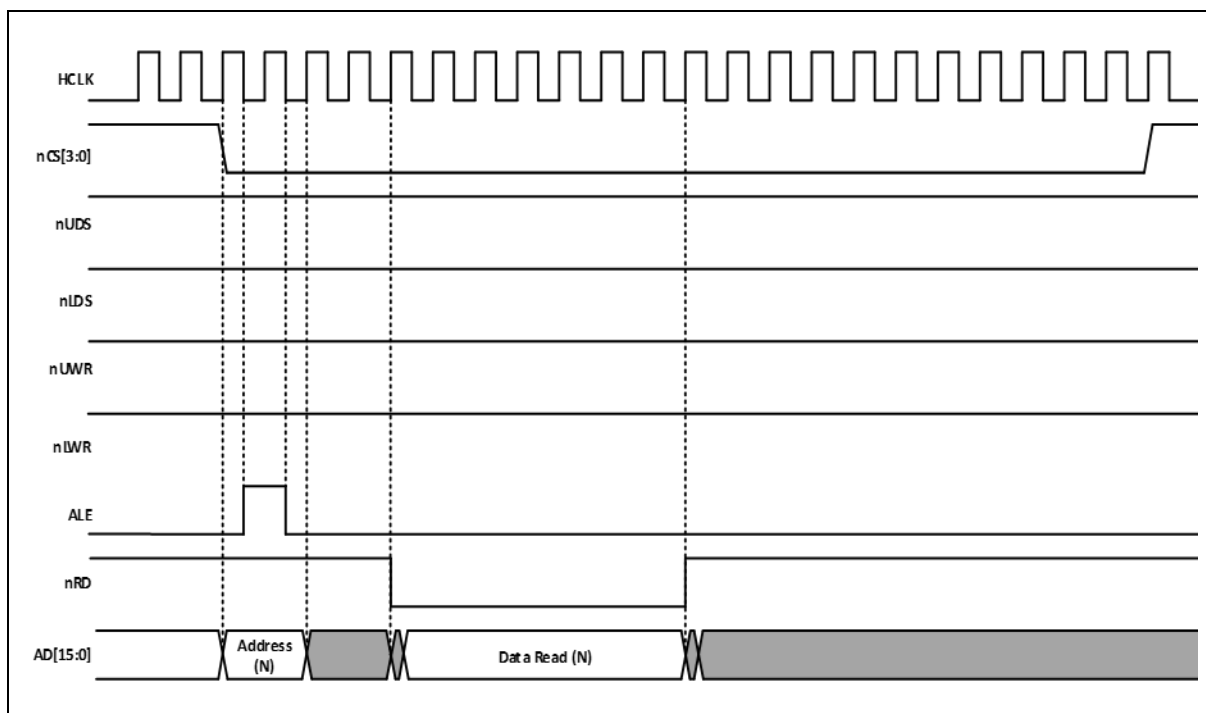 HCLK
nCS[3:0]
nUDS
nLDS
nUWR
nLWR
ALE
nRD
AD[15:0]
Address
(N)
Data Read (N)